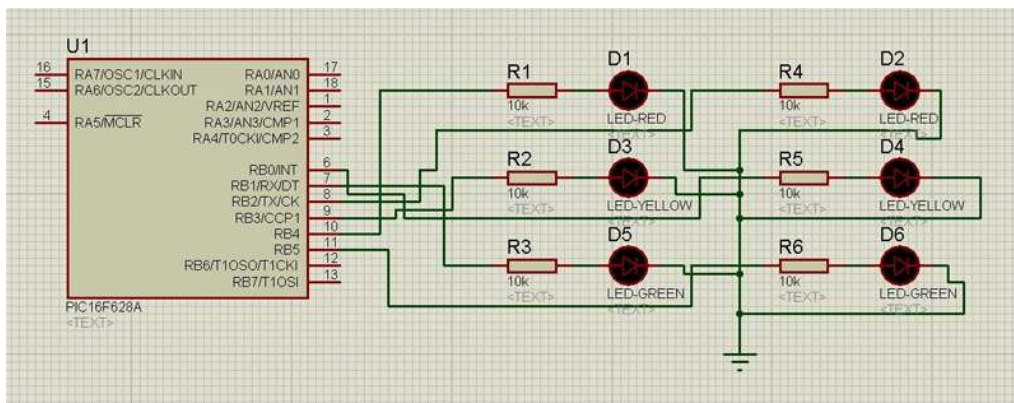 U1
16 RA7/OSC1/CLKIN RA0/AN0 17
15 RA6/OSC2/CLKOUT RA1/AN1 18
RA2/AN2/VREF 1
4 RA5/MCLR RA3/AN3/CMP1 2
RA4/T0CKI/CMP2 3
RB0/INT 6
RB1/RX/DT 7
RB2/TX/CK 8
RB3/CCP1 9
RB4 10
RB5 11
RB6/T1OSO/T1CKI 12
RB7/T1OSI 13
PIC16F628A
<TEXT>
R1
10k
<TEXT>
D1
LED-RED
<TEXT>
R4
10k
<TEXT>
D2
LED-RED
<TEXT>
R2
10k
<TEXT>
D3
LED-YELLOW
<TEXT>
R5
10k
<TEXT>
D4
LED-YELLOW
<TEXT>
R3
10k
<TEXT>
D5
LED-GREEN
<TEXT>
R6
10k
<TEXT>
D6
LED-GREEN
<TEXT>